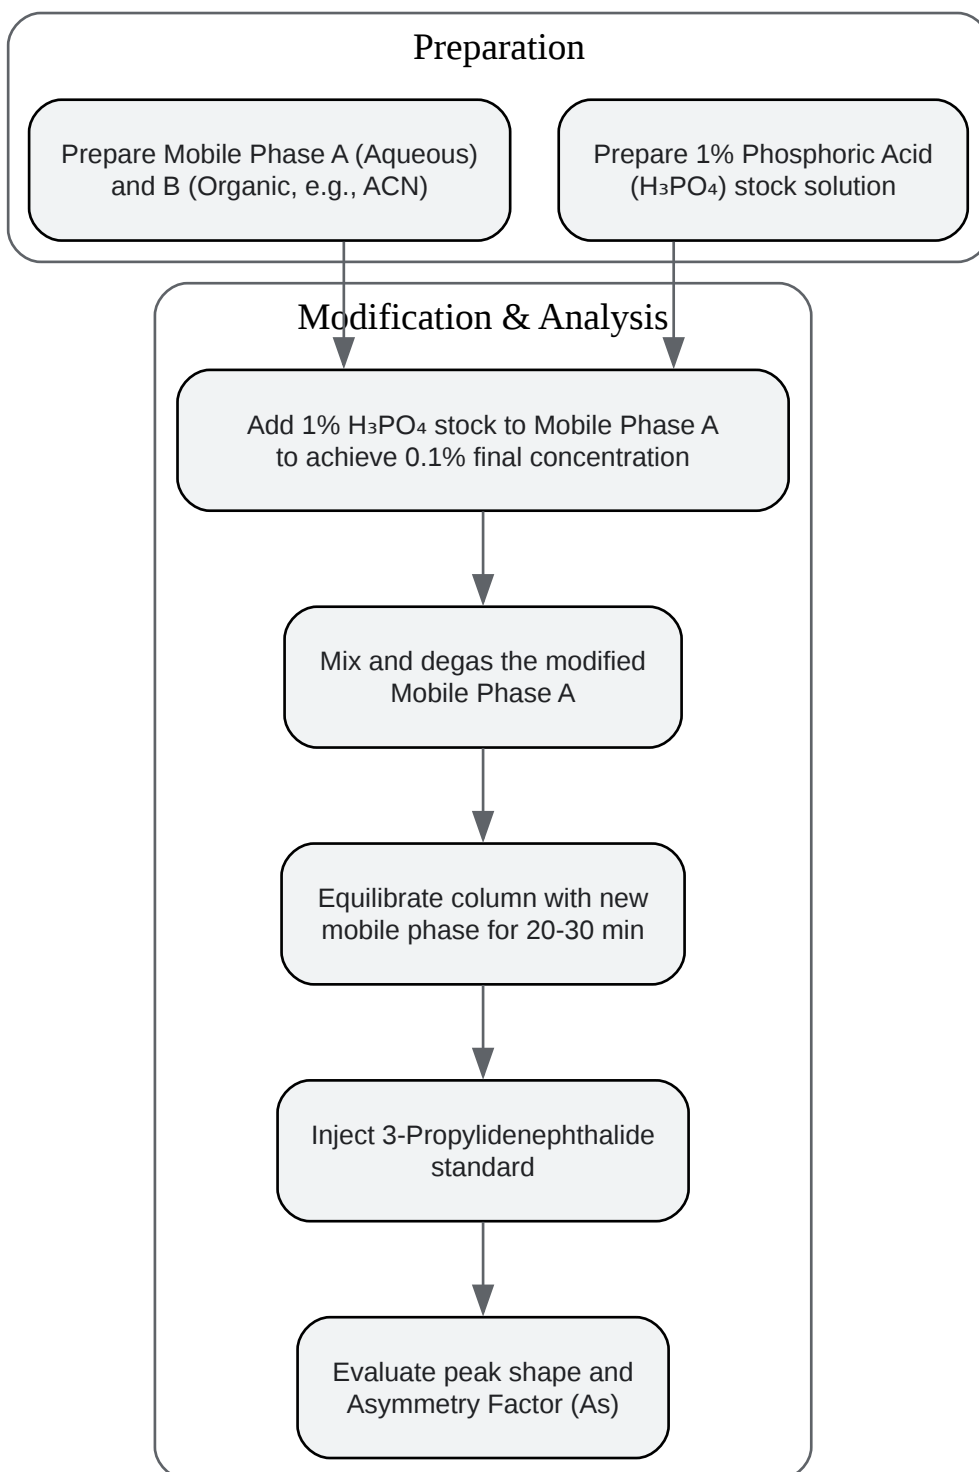 Preparation
Prepare Mobile Phase A (Aqueous)
and B (Organic, e.g., ACN)
Prepare 1% Phosphoric Acid
(H₃PO₄) stock solution
Modification & Analysis
Add 1% H₃PO₄ stock to Mobile Phase A
to achieve 0.1% final concentration
Mix and degas the modified
Mobile Phase A
Equilibrate column with new
mobile phase for 20-30 min
Inject 3-Propylidenephthalide
standard
Evaluate peak shape and
Asymmetry Factor (As)